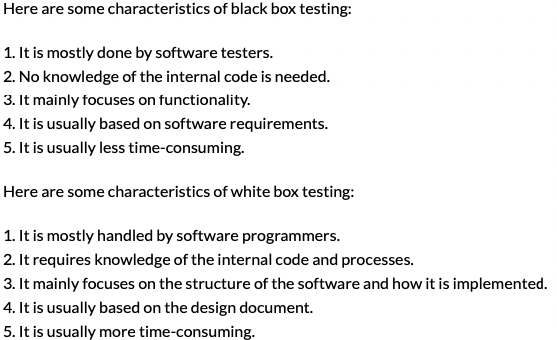 Here are some characteristics of black box testing:
1. It is mostly done by software testers.
2. No knowledge of the internal code is needed.
3. It mainly focuses on functionality.
4. It is usually based on software requirements.
5. It is usually less time-consuming.
Here are some characteristics of white box testing:
1. It is mostly handled by software programmers.
2. It requires knowledge of the internal code and processes.
3. It mainly focuses on the structure of the software and how it is implemented.
4. It is usually based on the design document.
5. It is usually more time-consuming.